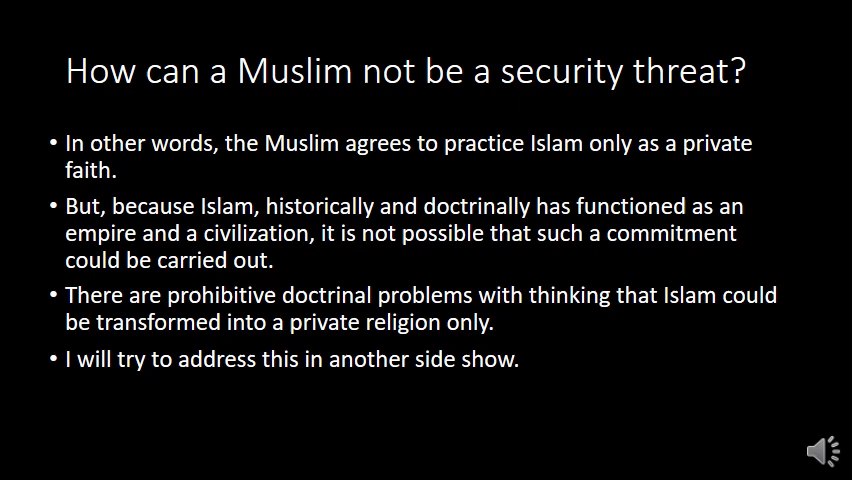 How can a Muslim not be a security threat?
• In other words, the Muslim agrees to practice Islam only as a private
faith.
• But, because Islam, historically and doctrinally has functioned as an
empire and a civilization, it is not possible that such a commitment
could be carried out.
• There are prohibitive doctrinal problems with thinking that Islam could
be transformed into a private religion only.
• I will try to address this in another side show.